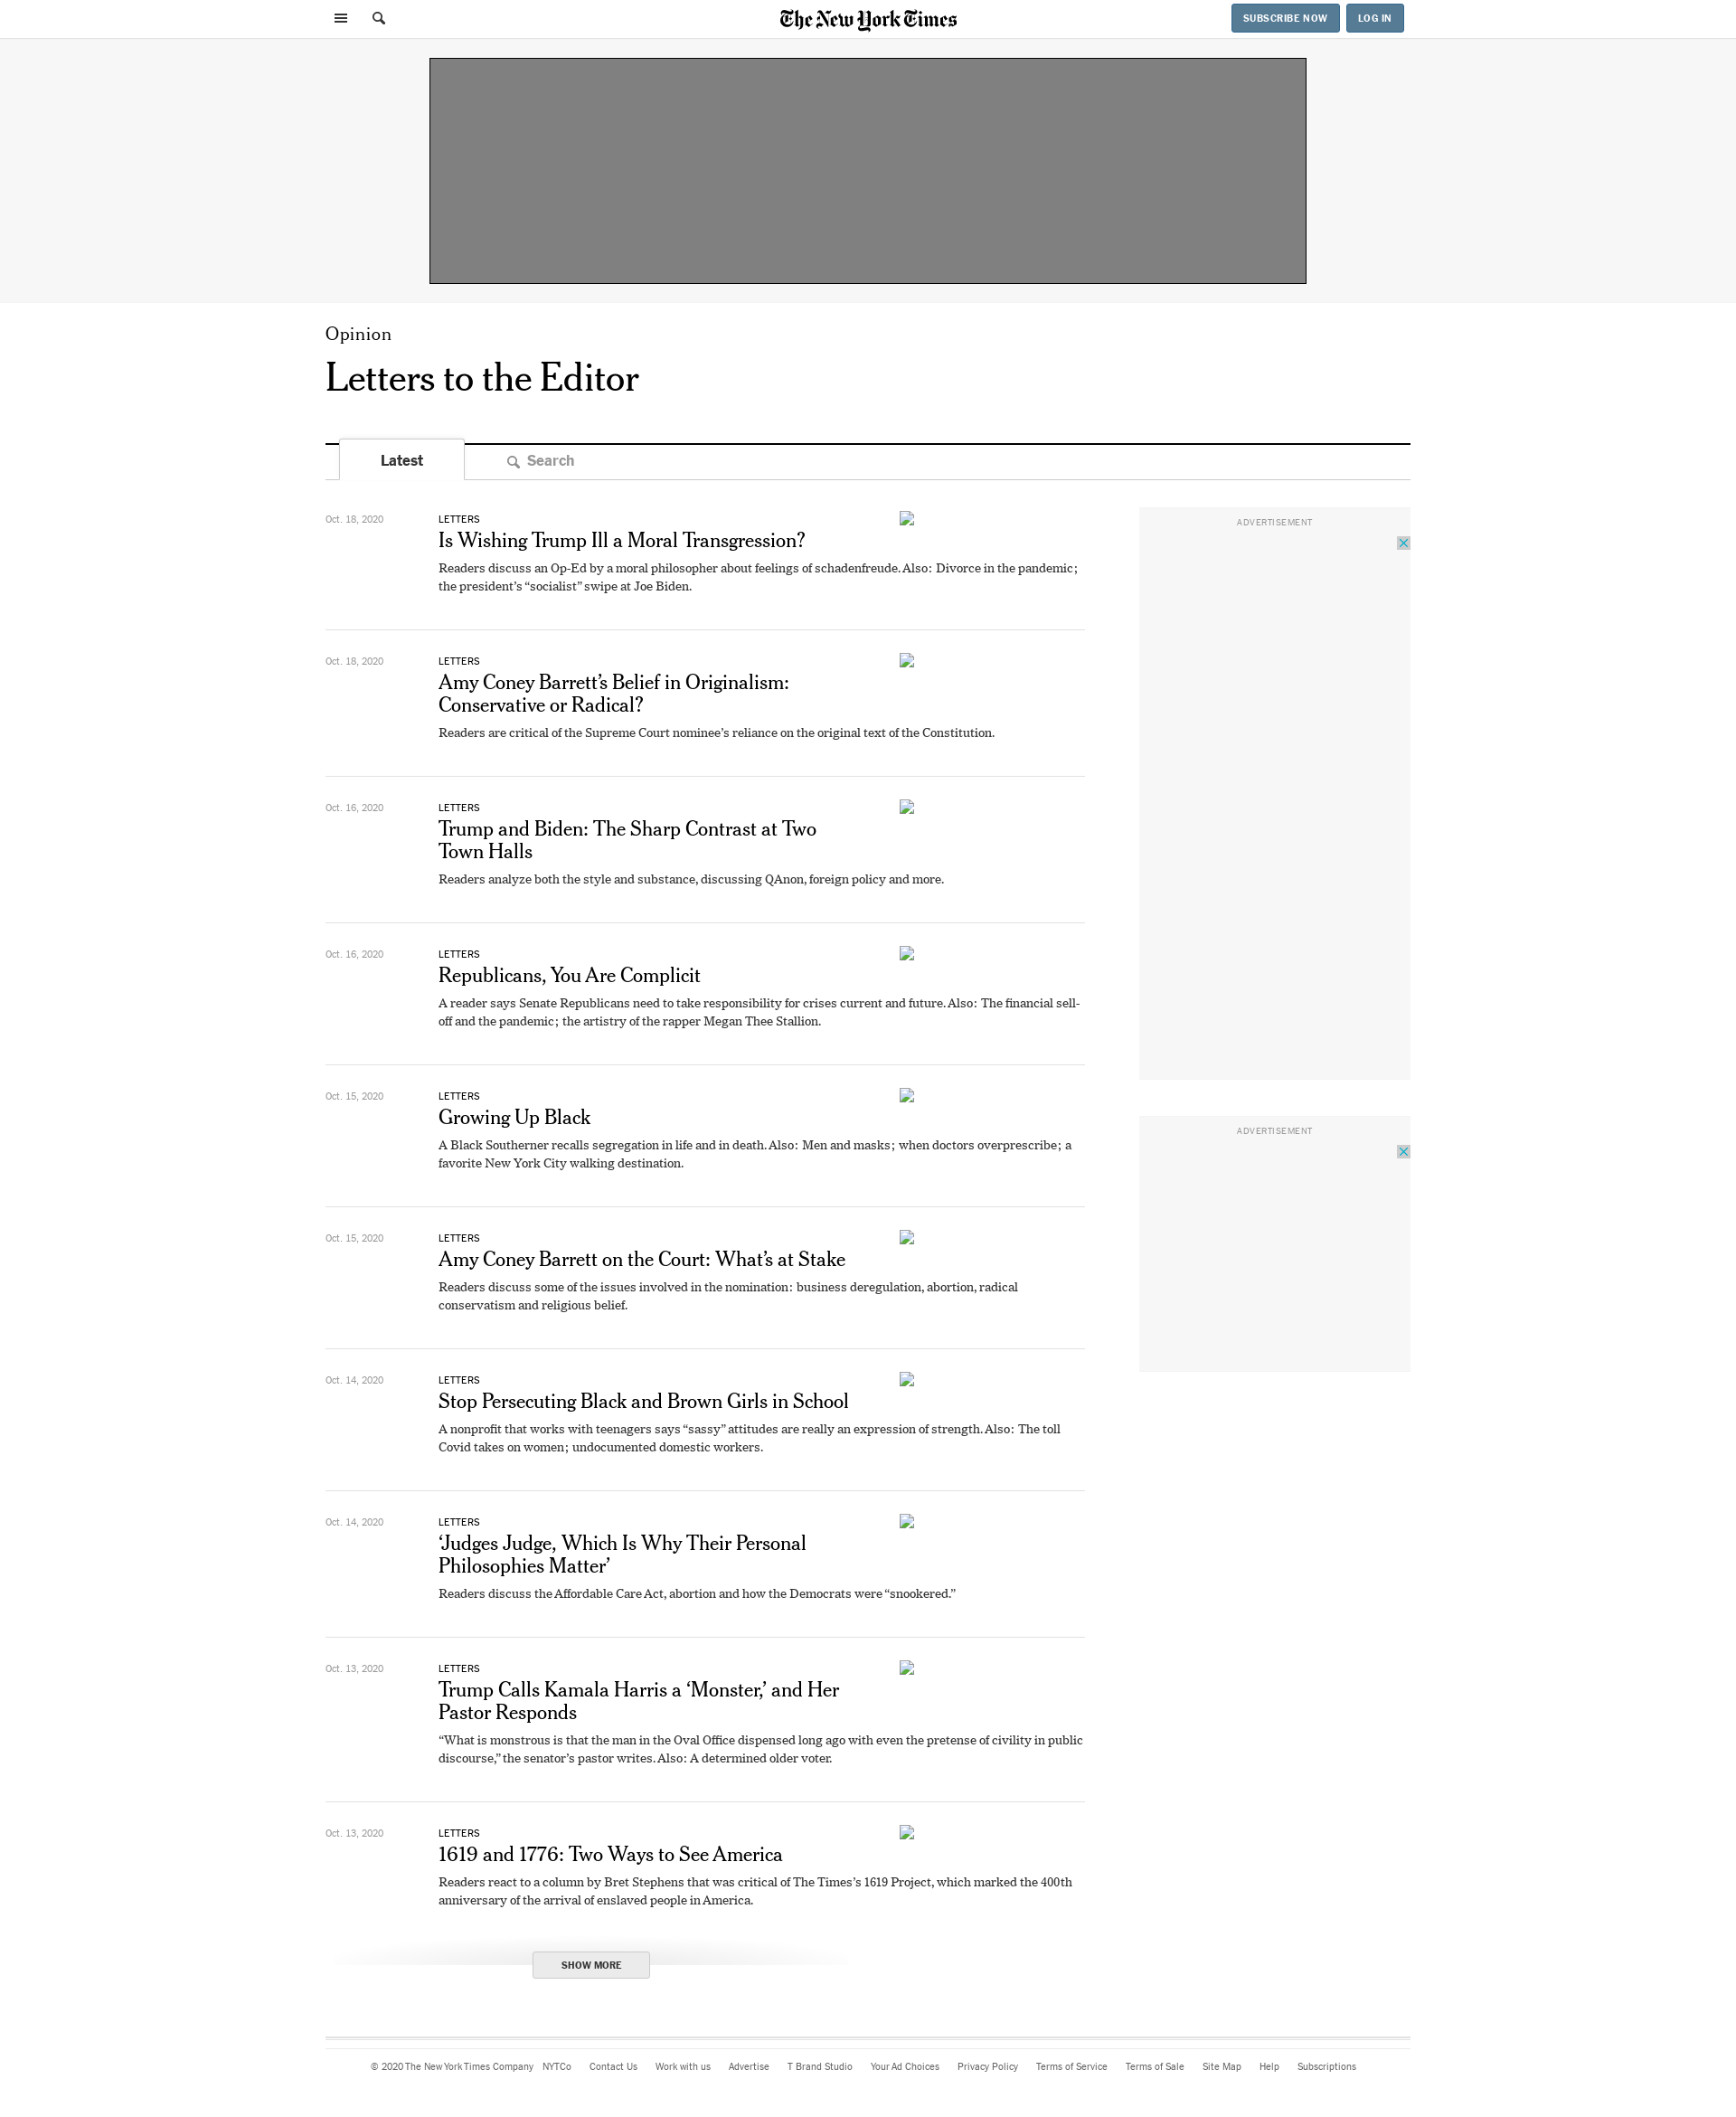 The New York Times
SUBSCRIBE NOW
LOG IN
Opinion
Letters to the Editor
Latest
Search
Oct. 18, 2020
LETTERS
Is Wishing Trump Ill a Moral Transgression?
Readers discuss an Op-Ed by a moral philosopher about feelings of schadenfreude. Also: Divorce in the pandemic;
the president’s “socialist” swipe at Joe Biden.
Oct. 18, 2020
LETTERS
Amy Coney Barrett’s Belief in Originalism:
Conservative or Radical?
Readers are critical of the Supreme Court nominee’s reliance on the original text of the Constitution.
Oct. 16, 2020
LETTERS
Trump and Biden: The Sharp Contrast at Two
Town Halls
Readers analyze both the style and substance, discussing QAnon, foreign policy and more.
Oct. 16, 2020
LETTERS
Republicans, You Are Complicit
A reader says Senate Republicans need to take responsibility for crises current and future. Also: The financial sell-
off and the pandemic; the artistry of the rapper Megan Thee Stallion.
Oct. 15, 2020
LETTERS
Growing Up Black
A Black Southerner recalls segregation in life and in death. Also: Men and masks; when doctors overprescribe; a
favorite New York City walking destination.
Oct. 15, 2020
LETTERS
Amy Coney Barrett on the Court: What’s at Stake
Readers discuss some of the issues involved in the nomination: business deregulation, abortion, radical
conservatism and religious belief.
Oct. 14, 2020
LETTERS
Stop Persecuting Black and Brown Girls in School
A nonprofit that works with teenagers says “sassy” attitudes are really an expression of strength. Also: The toll
Covid takes on women; undocumented domestic workers.
Oct. 14, 2020
LETTERS
‘Judges Judge, Which Is Why Their Personal
Philosophies Matter’
Readers discuss the Affordable Care Act, abortion and how the Democrats were “snookered.”
Oct. 13, 2020
LETTERS
Trump Calls Kamala Harris a ‘Monster,’ and Her
Pastor Responds
“What is monstrous is that the man in the Oval Office dispensed long ago with even the pretense of civility in public
discourse,” the senator’s pastor writes. Also: A determined older voter.
Oct. 13, 2020
LETTERS
1619 and 1776: Two Ways to See America
Readers react to a column by Bret Stephens that was critical of The Times’s 1619 Project, which marked the 400th
anniversary of the arrival of enslaved people in America.
SHOW MORE
ADVERTISEMENT
ADVERTISEMENT
© 2020 The New York Times Company NYTCo Contact Us Work with us Advertise T Brand Studio Your Ad Choices Privacy Policy Terms of Service Terms of Sale Site Map Help Subscriptions